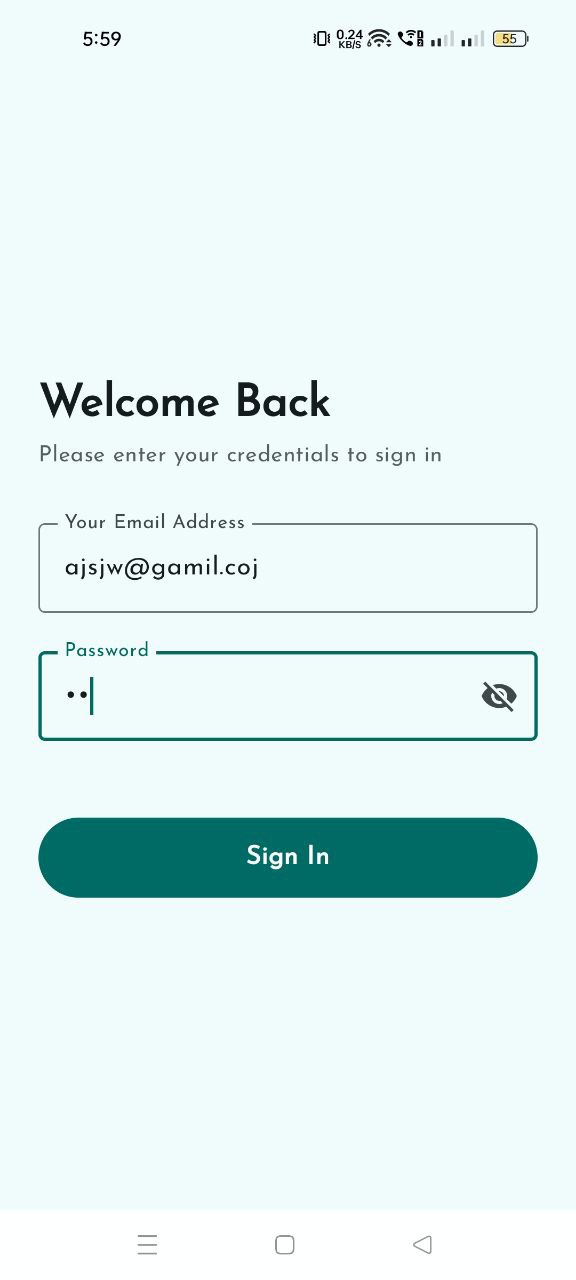 5:59
0.24
KB/S
55
Welcome Back
Please enter your credentials to sign in
Your Email Address
ajsjw@gamil.coj
Password
Sign In